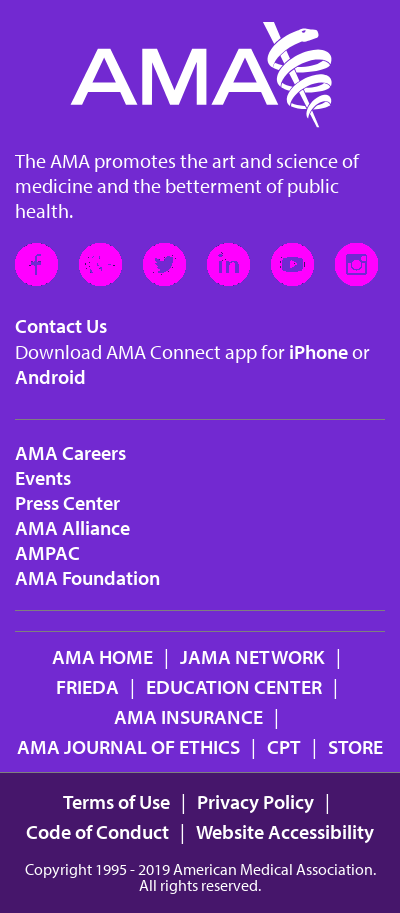 AMA
The AMA promotes the art and science of
medicine and the betterment of public
health.
Contact Us
Download AMA Connect app for iPhone or
Android
AMA Careers
Events
Press Center
AMA Alliance
AMPAC
AMA Foundation
AMA HOME | JAMA NETWORK |
FRIEDA | EDUCATION CENTER |
AMA INSURANCE |
AMA JOURNAL OF ETHICS | CPT | STORE
Terms of Use | Privacy Policy |
Code of Conduct | Website Accessibility
Copyright 1995 - 2019 American Medical Association.
All rights reserved.